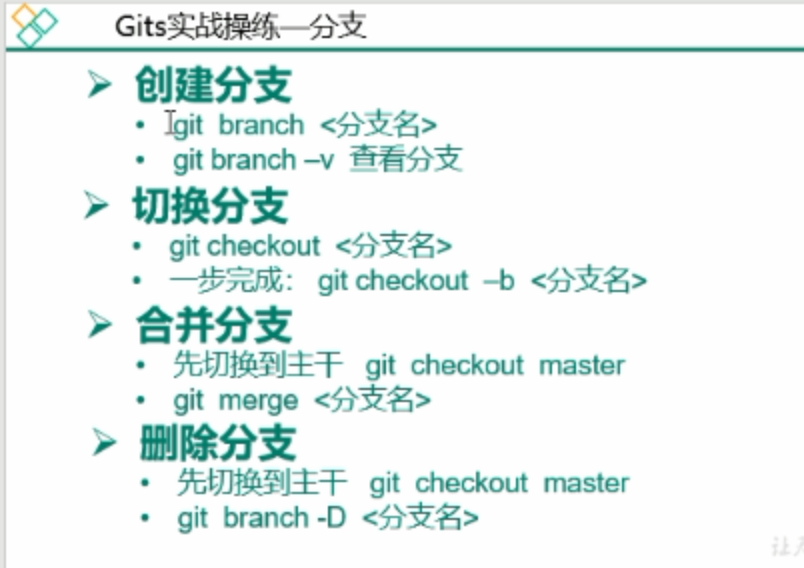 Gits实战操练—分支
创建分支
git branch <分支名>
git branch –v 查看分支
切换分支
git checkout <分支名>
一步完成： git checkout –b <分支名>
合并分支
先切换到主干 git checkout master
git merge <分支名>
删除分支
先切换到主干 git checkout master
git branch -D <分支名>